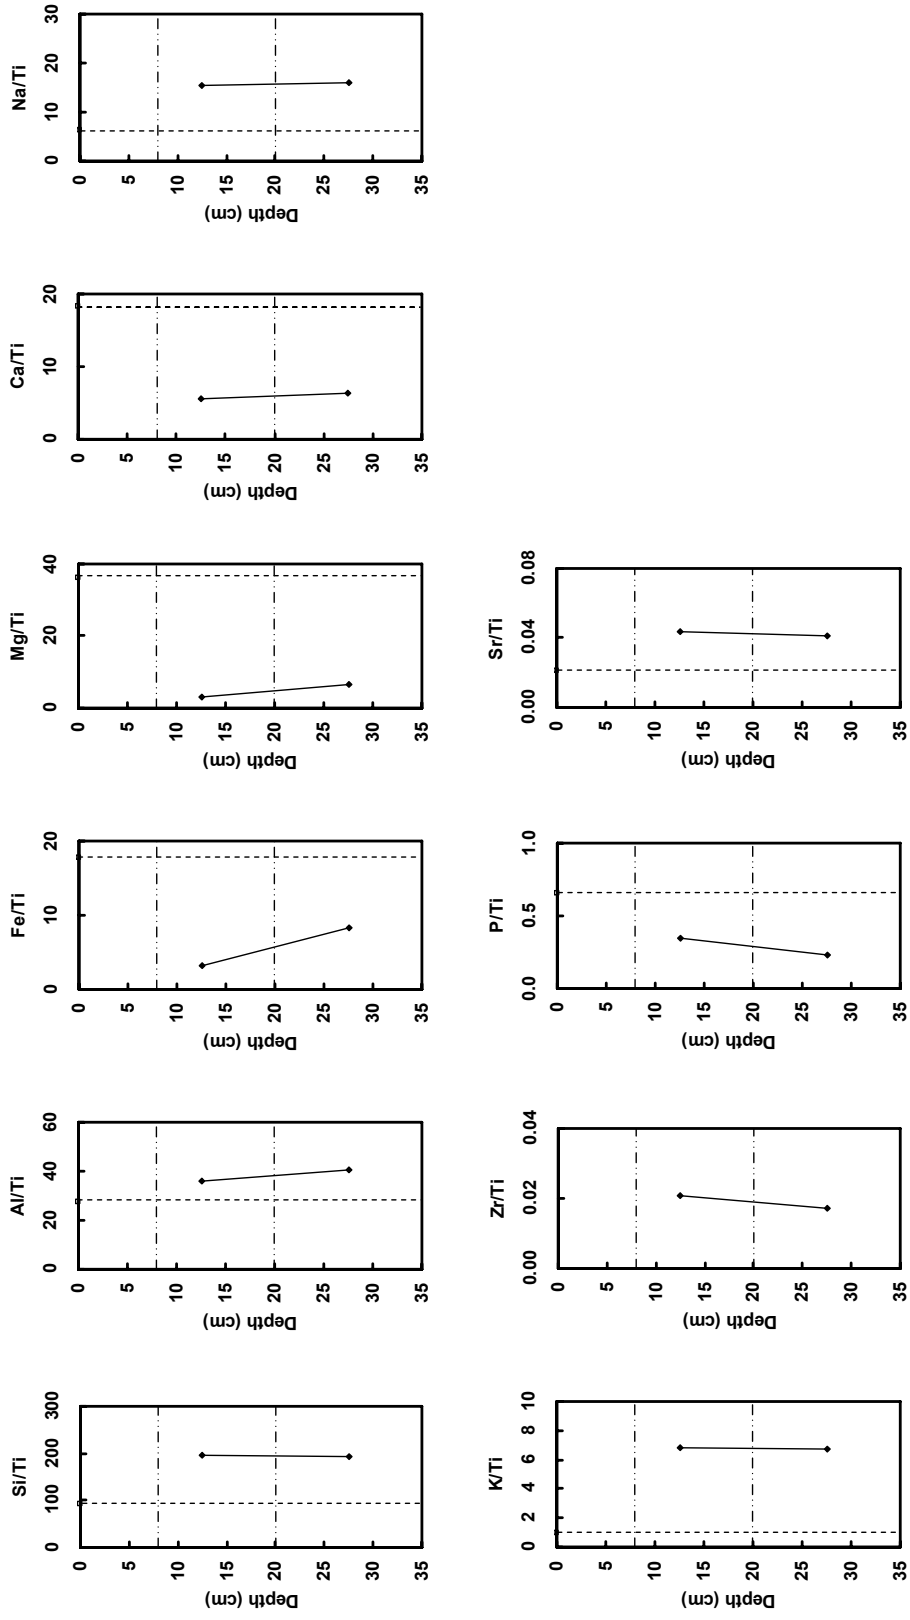 Si/Ti
0 100 200 300
0
5
10
15
20
25
30
35
Depth (cm)
Al/Ti
0 20 40 60
0
5
10
15
20
25
30
35
Depth (cm)
Fe/Ti
0 10 20
0
5
10
15
20
25
30
35
Depth (cm)
Mg/Ti
0 20 40
0
5
10
15
20
25
30
35
Depth (cm)
Ca/Ti
0 10 20
0
5
10
15
20
25
30
35
Depth (cm)
Na/Ti
0 10 20 30
0
5
10
15
20
25
30
35
Depth (cm)
K/Ti
0 2 4 6 8 10
0
5
10
15
20
25
30
35
Depth (cm)
Zr/Ti
0.00 0.02 0.04
0
5
10
15
20
25
30
35
Depth (cm)
P/Ti
0.0 0.5 1.0
0
5
10
15
20
25
30
35
Depth (cm)
Sr/Ti
0.00 0.04 0.08
0
5
10
15
20
25
30
35
Depth (cm)